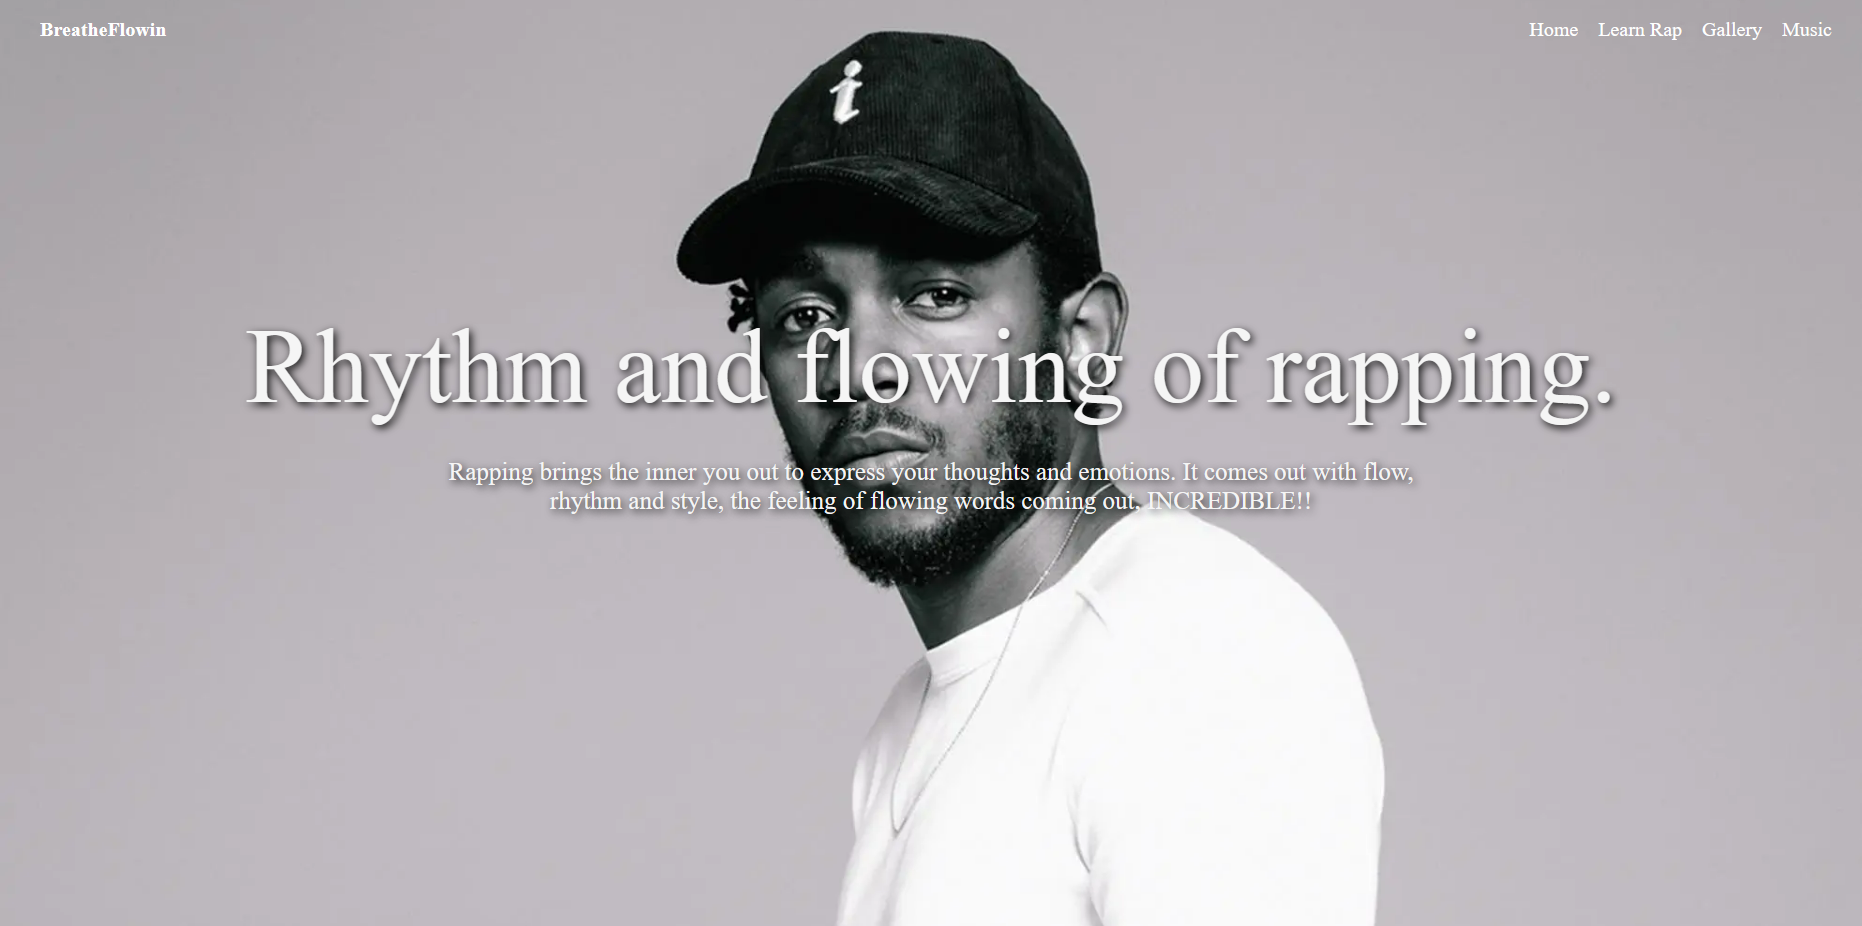 BreatheFlowin
Home Learn Rap Gallery Music
i
Rhythm and flowing of rapping.
Rapping brings the inner you out to express your thoughts and emotions. It comes out with flow,
rhythm and style, the feeling of flowing words coming out, INCREDIBLE!!